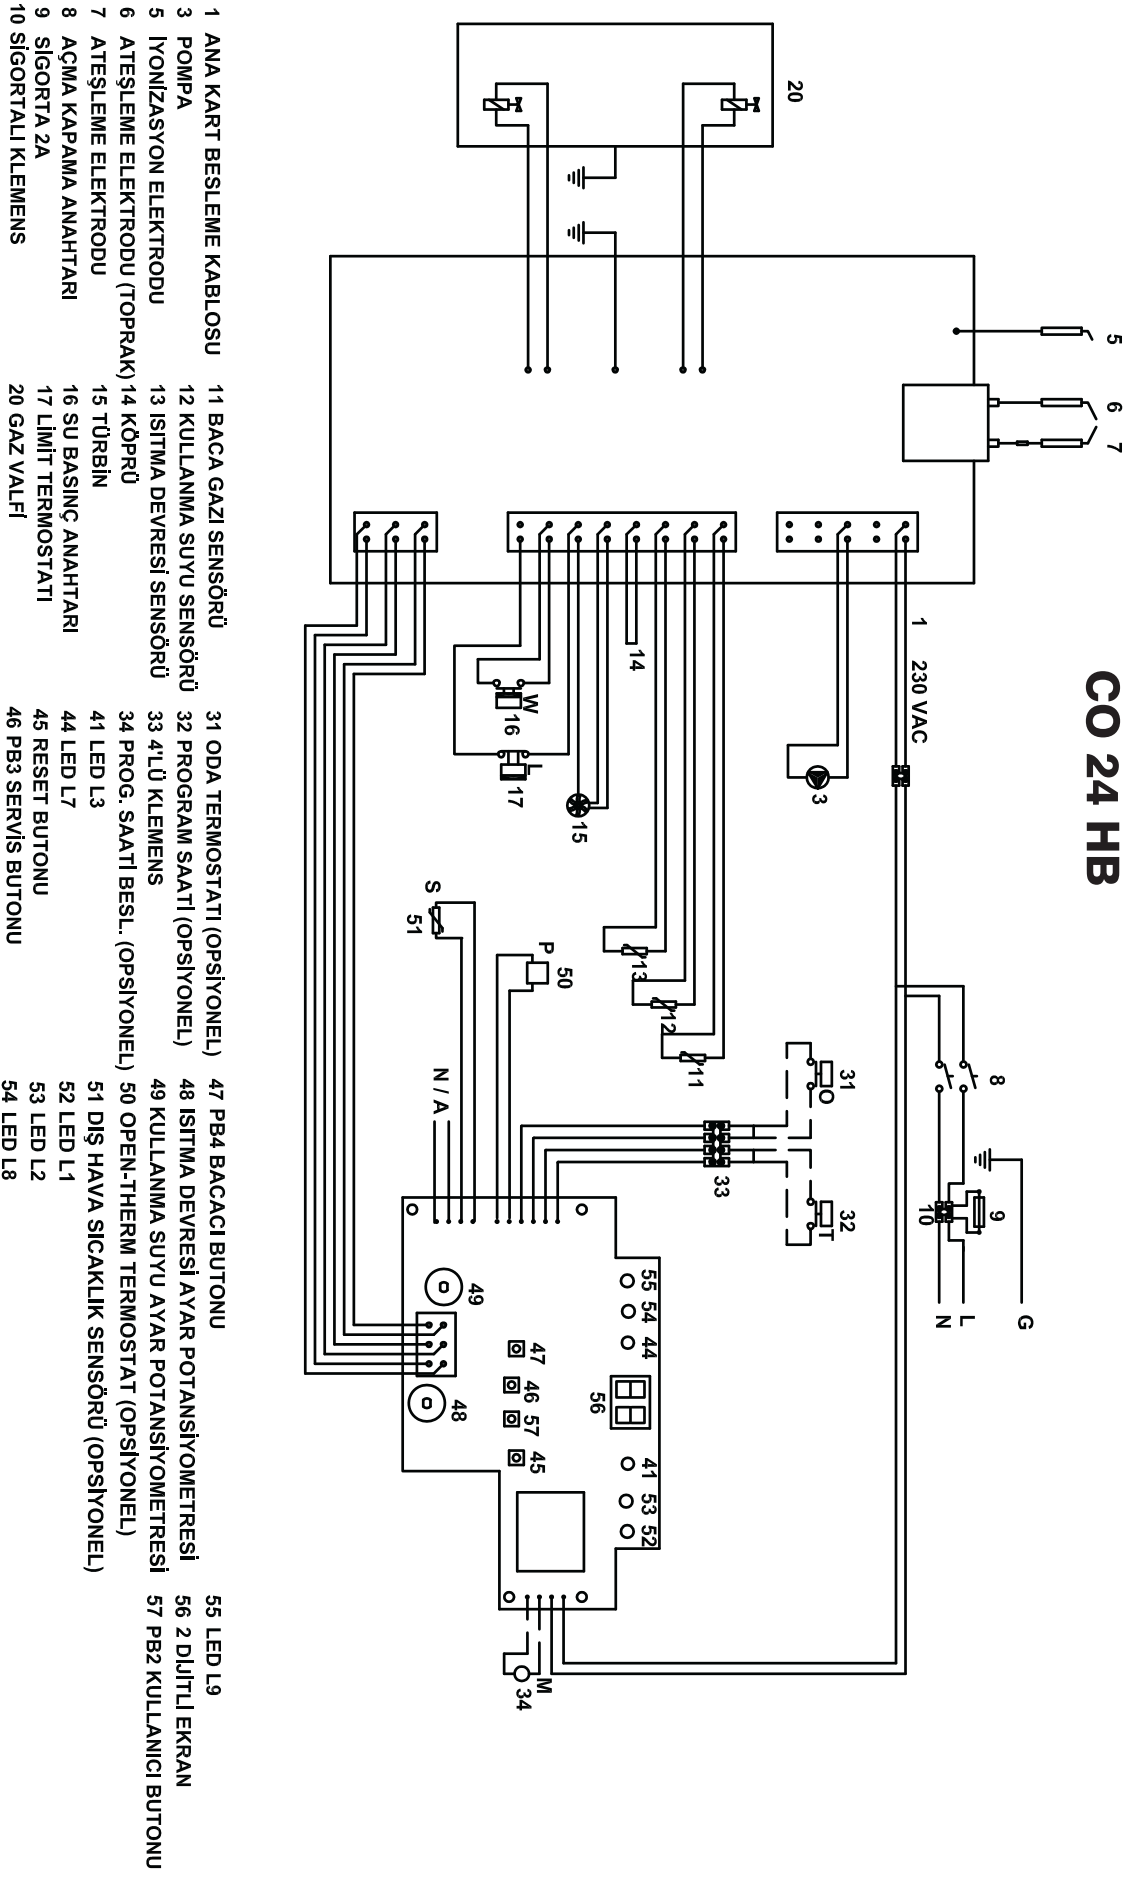 CO 24 HB
5
6
7
20
1
230 VAC
3
8
9
10
G
L
N
14
W
16
17
15
13
12
11
31
O
32
T
33
S
51
P
50
N / A
55
54
44
56
41
53
52
49
47
46
57
45
48
M
34
1 ANA KART BESLEME KABLOSU
3 POMPA
5 İYONİZASYON ELEKTRODU
6 ATEŞLEME ELEKTRODU (TOPRAK)
7 ATEŞLEME ELEKTRODU
8 AÇMA KAPAMA ANAHTARI
9 SİGORTA 2A
10 SİGORTALI KLEMENS
11 BACA GAZI SENSÖRÜ
12 KULLANMA SUYU SENSÖRÜ
13 ISITMA DEVRESİ SENSÖRÜ
14 KÖPRÜ
15 TÜRBİN
16 SU BASINÇ ANAHTARI
17 LİMİT TERMOSTATI
20 GAZ VALFİ
31 ODA TERMOSTATI (OPSİYONEL)
32 PROGRAM SAATİ (OPSİYONEL)
33 4'LÜ KLEMENS
34 PROG. SAATİ BESL. (OPSİYONEL)
41 LED L3
44 LED L7
45 RESET BUTONU
46 PB3 SERVİS BUTONU
47 PB4 BACACI BUTONU
48 ISITMA DEVRESİ AYAR POTANSİYOMETRESİ
49 KULLANMA SUYU AYAR POTANSİYOMETRESİ
50 OPEN-THERM TERMOSTAT (OPSİYONEL)
51 DIŞ HAVA SICAKLIK SENSÖRÜ (OPSİYONEL)
52 LED L1
53 LED L2
54 LED L8
55 LED L9
56 2 DİJİTLİ EKRAN
57 PB2 KULLANICI BUTONU